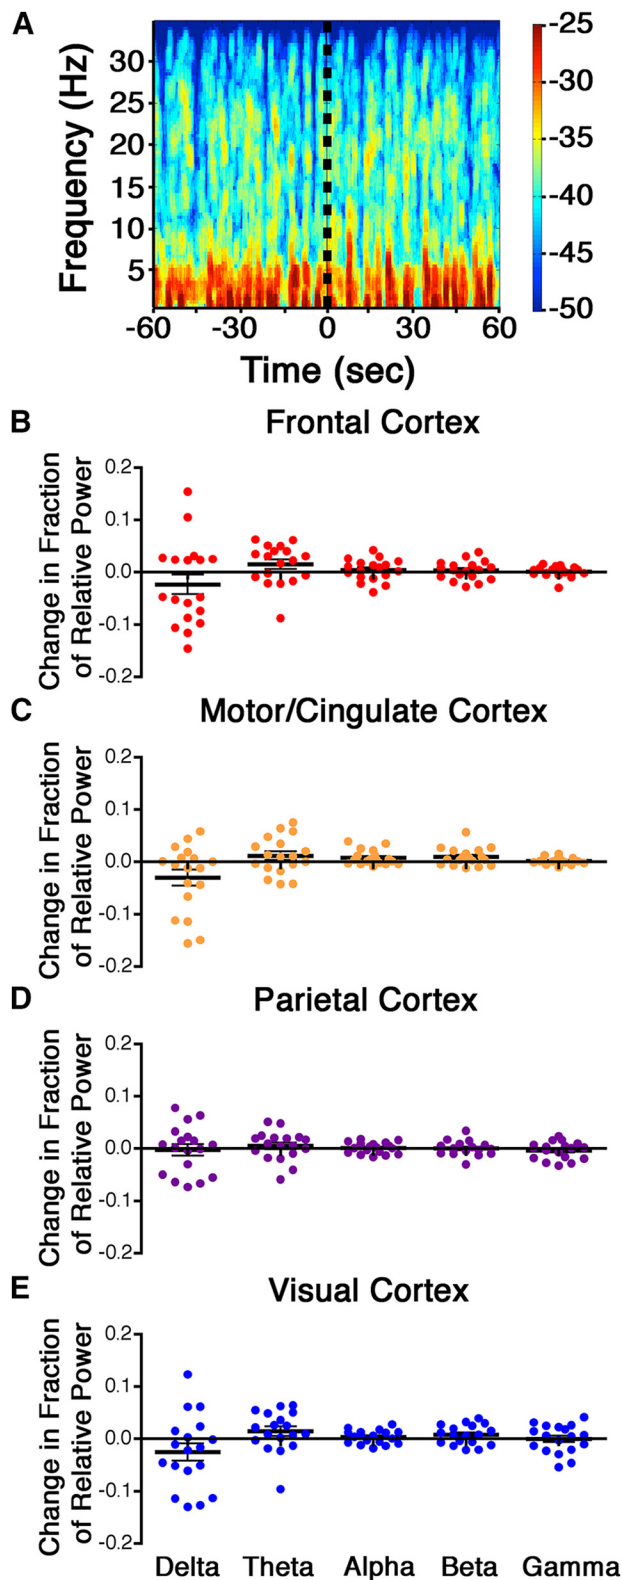 A
Frequency (Hz)
30
25
20
15
10
5
-60 -30 0 30 60
Time (sec)
-25
-30
-35
-40
-45
-50
B
Frontal Cortex
Change in Fraction
of Relative Power
0.2
0.1
0.0
-0.1
-0.2
C
Motor/Cingulate Cortex
Change in Fraction
of Relative Power
0.2
0.1
0.0
-0.1
-0.2
D
Parietal Cortex
Change in Fraction
of Relative Power
0.2
0.1
0.0
-0.1
-0.2
E
Visual Cortex
Change in Fraction
of Relative Power
0.2
0.1
0.0
-0.1
-0.2
Delta Theta Alpha Beta Gamma